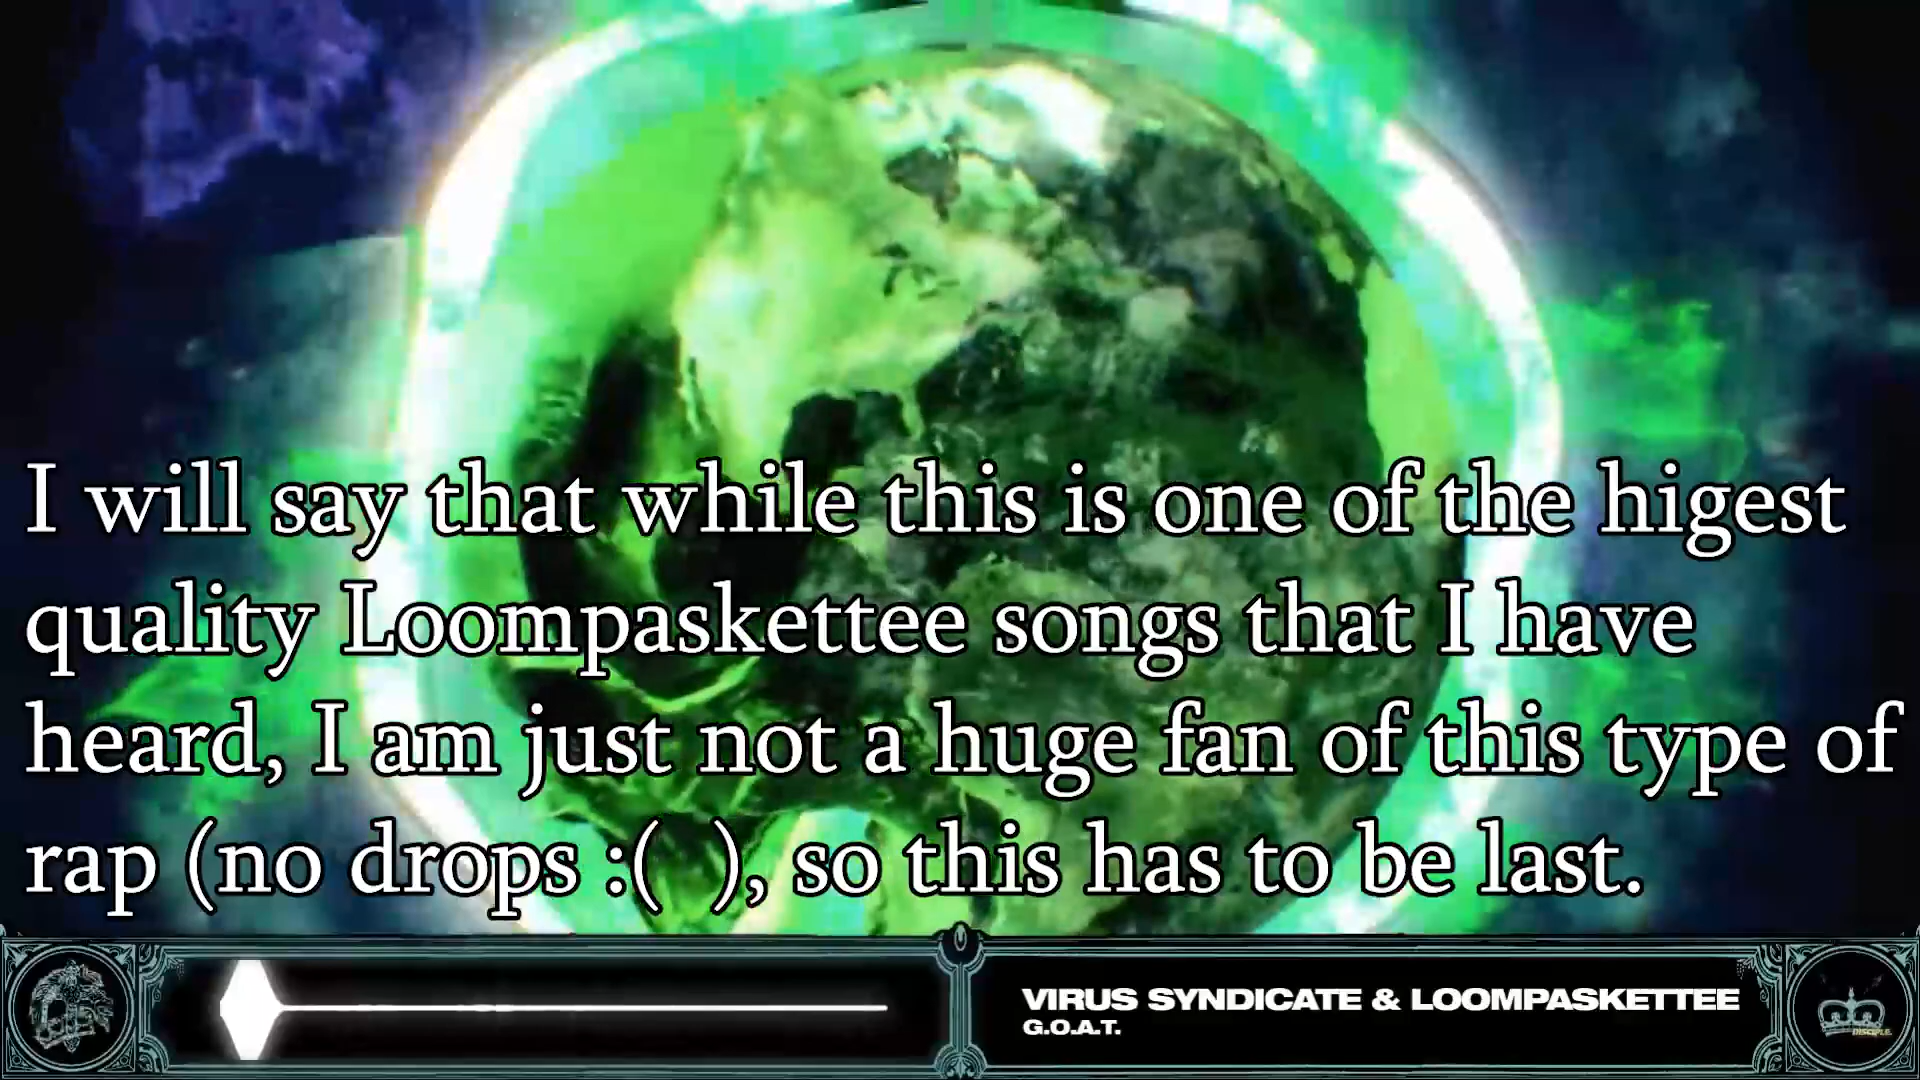 I will say that while this is one of the higest
quality Loompaskettee songs that I have
heard, I am just not a huge fan of this type of
rap (no drops :(  ), so this has to be last.
VIRUS SYNDICATE & LOOMPASKETTEE
G.O.A.T.
DISCIPLE.